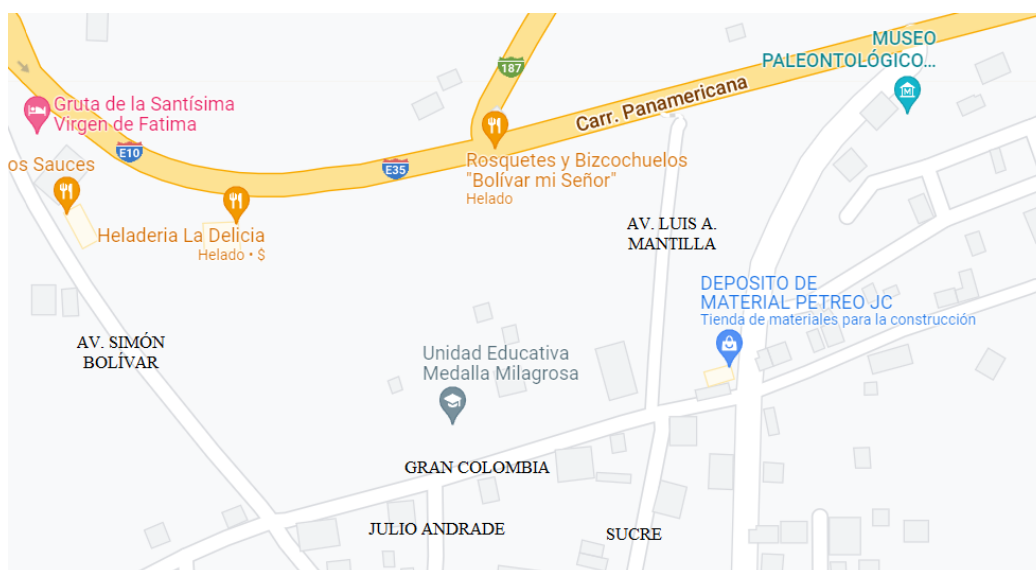 MUSEO
PALEONTOLÓGICO...
187
Carr. Panamericana
Gruta de la Santísima
Virgen de Fatima
E10
E35
os Sauces
Rosquetes y Bizcochuelos
"Bolívar mi Señor"
Helado
Heladeria La Delicia
Helado • $
AV. LUIS A.
MANTILLA
DEPOSITO DE
MATERIAL PETREO JC
Tienda de materiales para la construcción
AV. SIMÓN
BOLÍVAR
Unidad Educativa
Medalla Milagrosa
GRAN COLOMBIA
JULIO ANDRADE
SUCRE